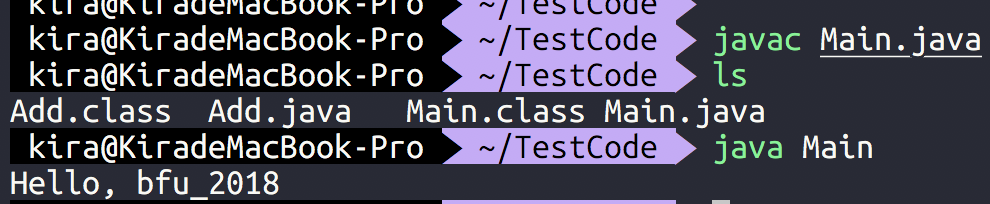 kira@KiradeMacBook-Pro ~/TestCode
kira@KiradeMacBook-Pro ~/TestCode javac Main.java
kira@KiradeMacBook-Pro ~/TestCode ls
Add.class Add.java Main.class Main.java
kira@KiradeMacBook-Pro ~/TestCode java Main
Hello, bfu_2018